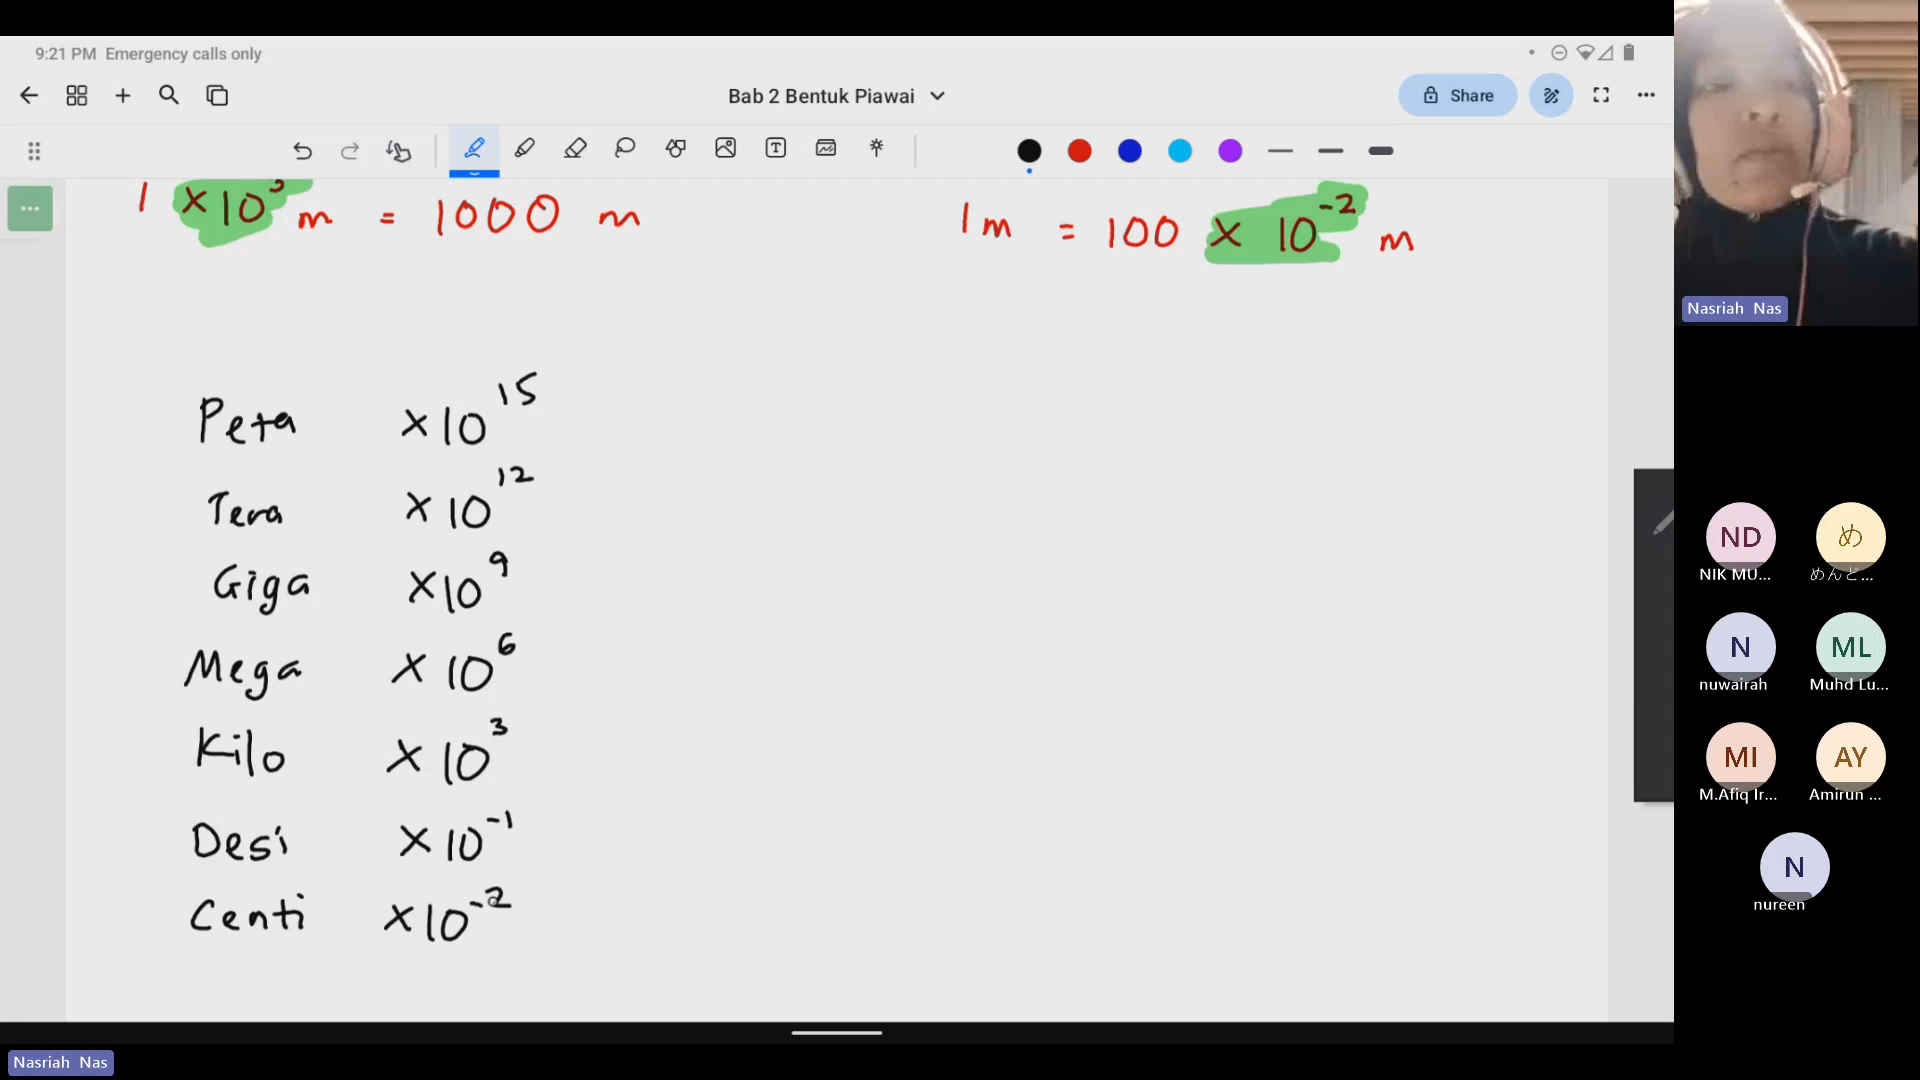 9:21 PM Emergency calls only
Bab 2 Bentuk Piawai
Share
1 ×10³ m = 1000 m
1 m = 100 × 10⁻² m
Peta ×10¹⁵
Tera ×10¹²
Giga ×10⁹
Mega ×10⁶
Kilo ×10³
Desi ×10⁻¹
Centi ×10⁻²
Nasriah Nas
ND
NIK MU...
め
めんど...
N
nuwairah
ML
Muhd Lu...
MI
M.Afiq Ir...
AY
Amirun ...
N
nureen
Nasriah Nas